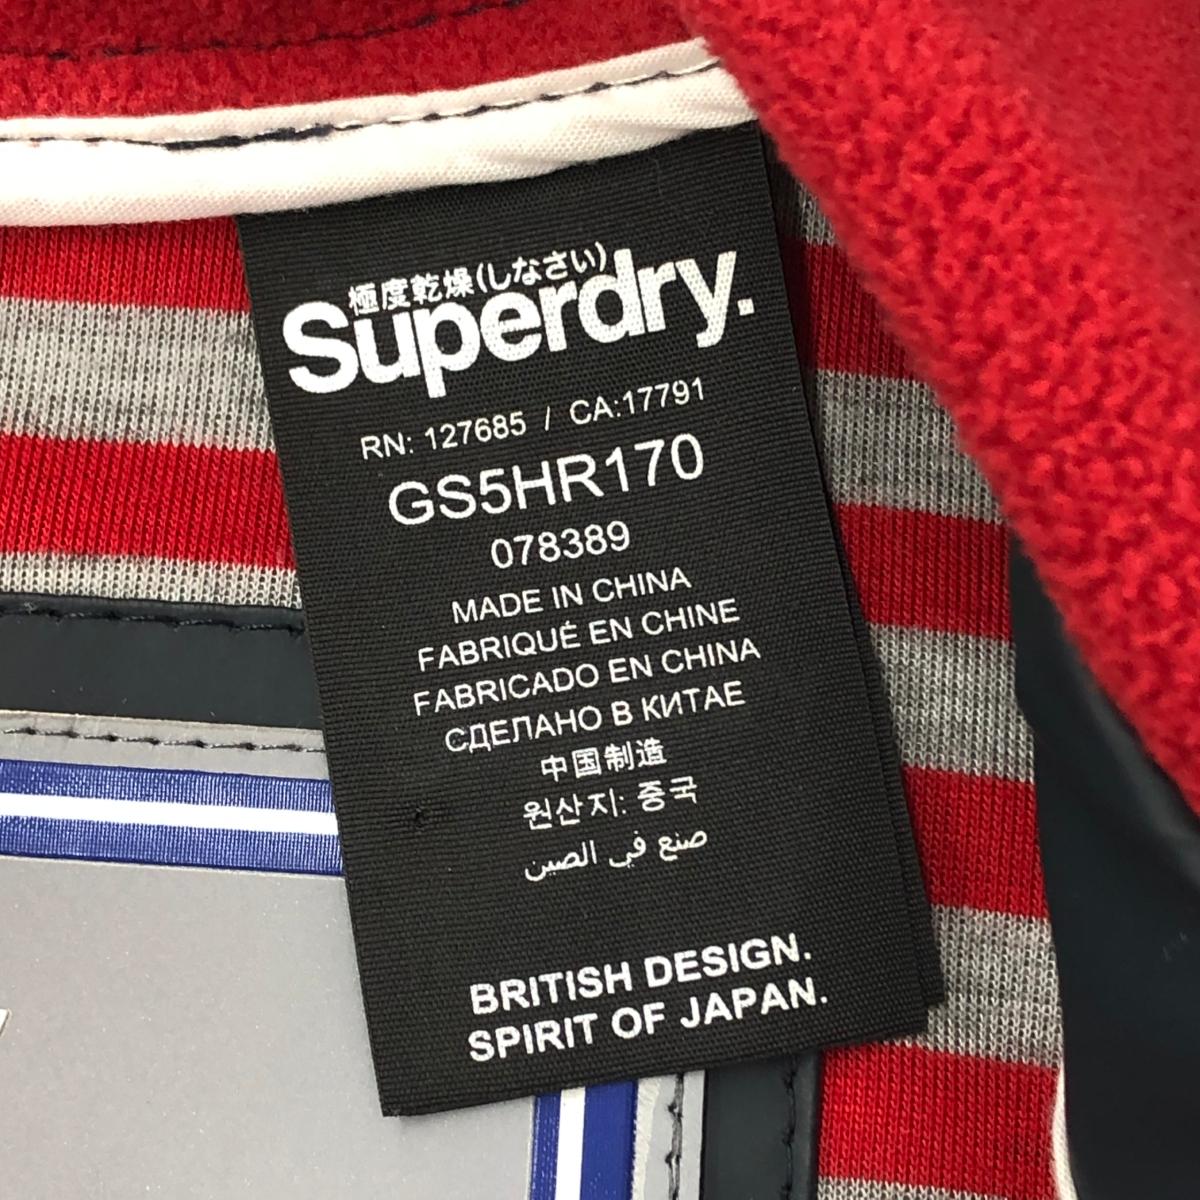 極度乾燥(しなさい)
Superdry.
RN: 127685 / CA:17791
GS5HR170
078389
MADE IN CHINA
FABRIQUÉ EN CHINE
FABRICADO EN CHINA
СДЕЛАНО В КИТАЕ
中国制造
원산지: 중국
صنع في الصين
BRITISH DESIGN.
SPIRIT OF JAPAN.